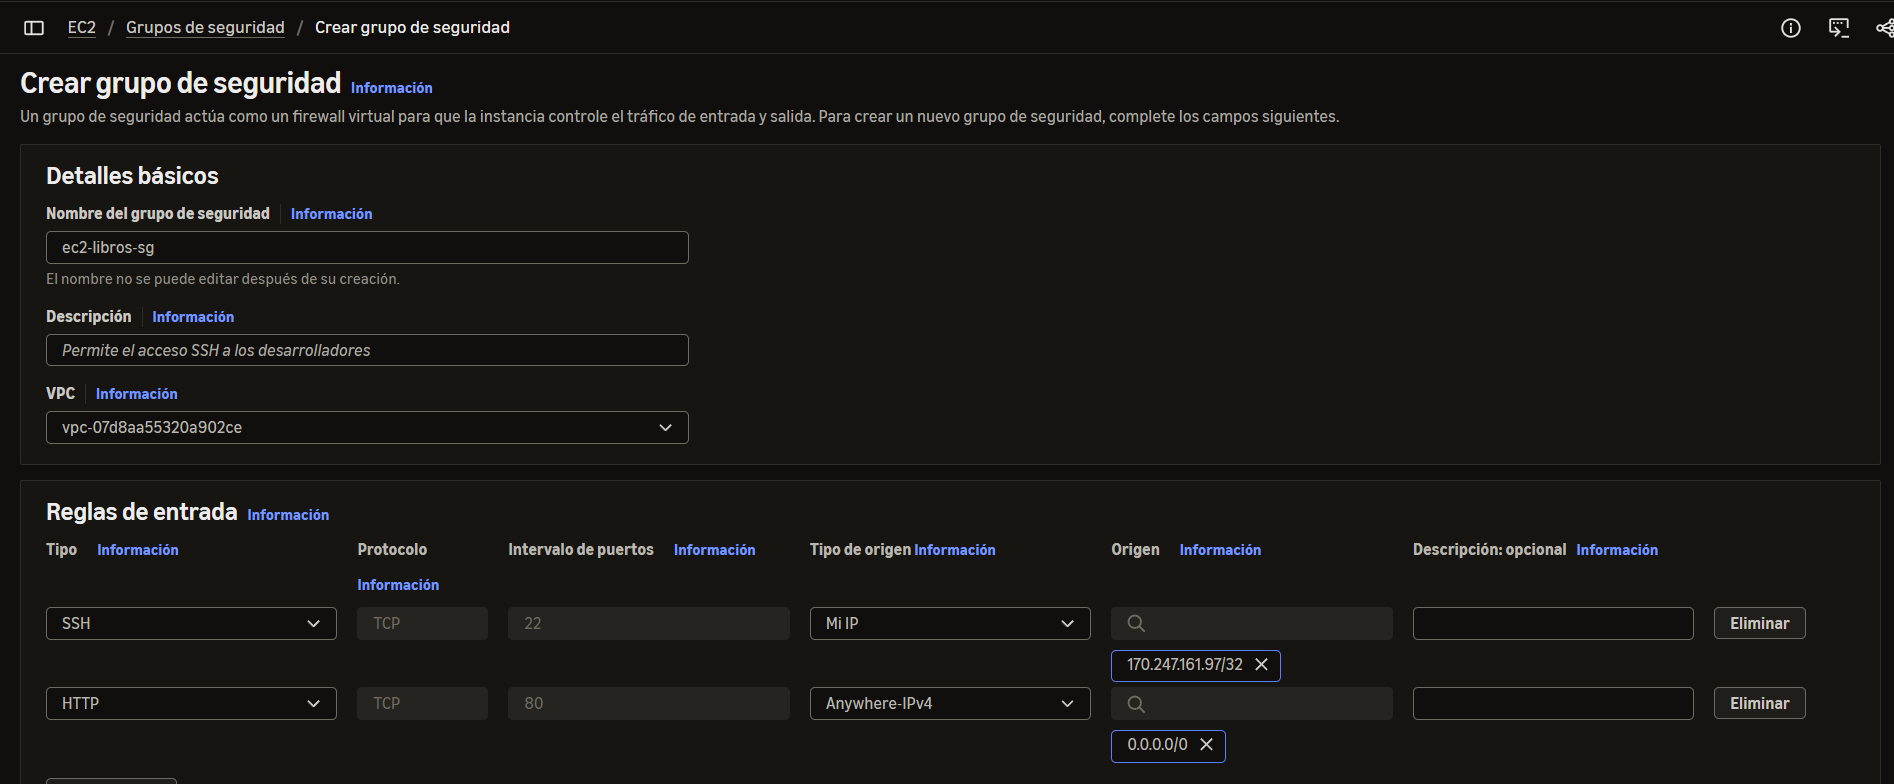 EC2 / Grupos de seguridad / Crear grupo de seguridad
Crear grupo de seguridad Información
Un grupo de seguridad actúa como un firewall virtual para que la instancia controle el tráfico de entrada y salida. Para crear un nuevo grupo de seguridad, complete los campos siguientes.
Detalles básicos
Nombre del grupo de seguridad Información
ec2-libros-sg
El nombre no se puede editar después de su creación.
Descripción Información
Permite el acceso SSH a los desarrolladores
VPC Información
vpc-07d8aa55320a902ce
Reglas de entrada Información
Tipo Información Protocolo Intervalo de puertos Información Tipo de origen Información Origen Información Descripción: opcional Información
Información
SSH TCP 22 Mi IP Eliminar
170.247.161.97/32
HTTP TCP 80 Anywhere-IPv4 Eliminar
0.0.0.0/0